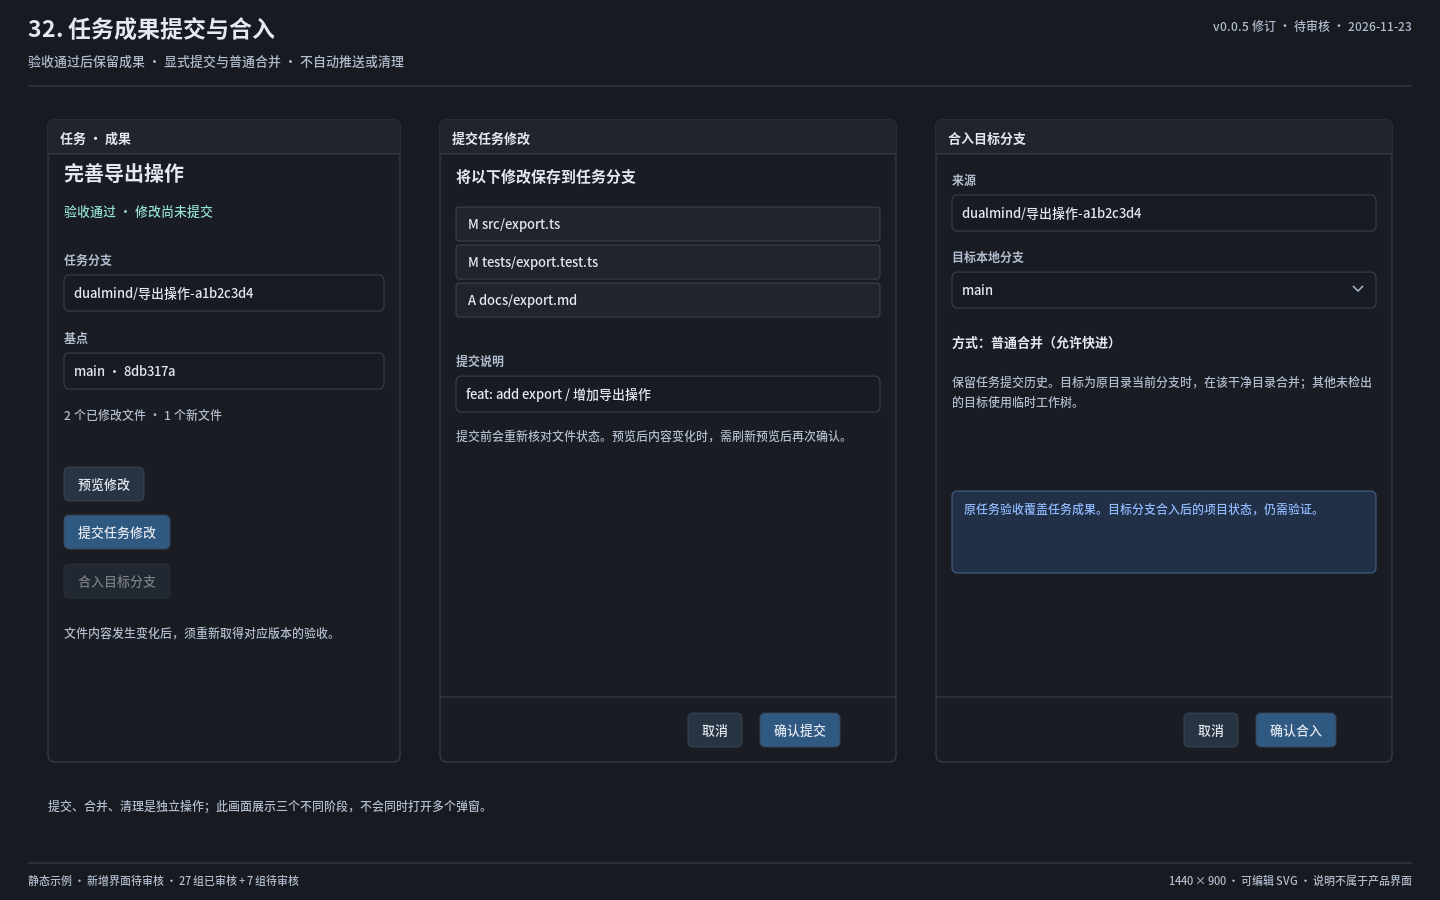 32. 任务成果提交与合入
v0.0.5 修订 · 待审核 · 2026-11-23
验收通过后保留成果 · 显式提交与普通合并 · 不自动推送或清理
任务 · 成果
完善导出操作
验收通过 · 修改尚未提交
任务分支
dualmind/导出操作-a1b2c3d4
基点
main · 8db317a
2 个已修改文件 · 1 个新文件
预览修改
提交任务修改
合入目标分支
文件内容发生变化后，须重新取得对应版本的验收。
提交任务修改
将以下修改保存到任务分支
M src/export.ts
M tests/export.test.ts
A docs/export.md
提交说明
feat: add export / 增加导出操作
提交前会重新核对文件状态。预览后内容变化时，需刷新预览后再次确认。
取消
确认提交
合入目标分支
来源
dualmind/导出操作-a1b2c3d4
目标本地分支
main
方式：普通合并（允许快进）
保留任务提交历史。目标为原目录当前分支时，在该干净目录合并；其他未检出
的目标使用临时工作树。
原任务验收覆盖任务成果。目标分支合入后的项目状态，仍需验证。
取消
确认合入
提交、合并、清理是独立操作；此画面展示三个不同阶段，不会同时打开多个弹窗。
静态示例 · 新增界面待审核 · 27 组已审核 + 7 组待审核
1440 × 900 · 可编辑 SVG · 说明不属于产品界面